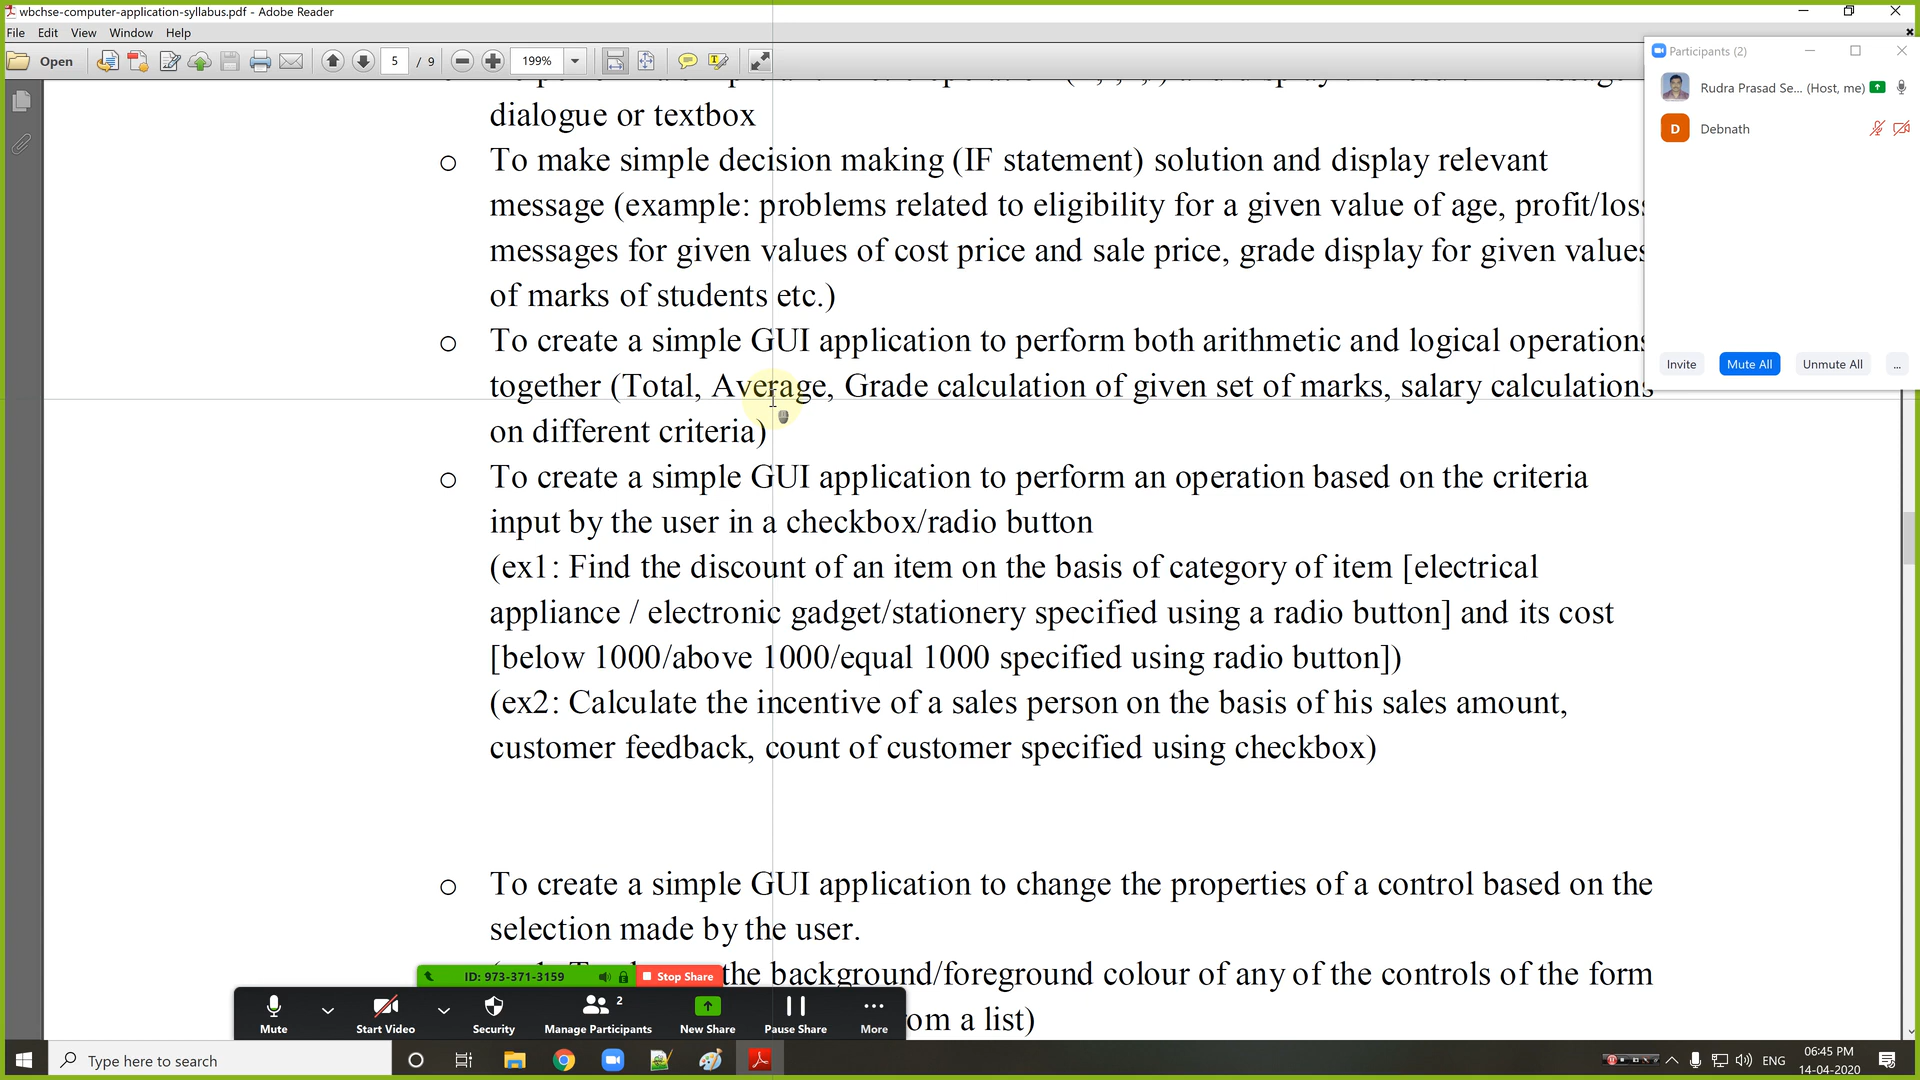 wbchse-computer-application-syllabus.pdf - Adobe Reader
File Edit View Window Help
Open 5 / 9 199%
dialogue or textbox
o To make simple decision making (IF statement) solution and display relevant
message (example: problems related to eligibility for a given value of age, profit/loss
messages for given values of cost price and sale price, grade display for given values
of marks of students etc.)
o To create a simple GUI application to perform both arithmetic and logical operations
together (Total, Average, Grade calculation of given set of marks, salary calculations
on different criteria)
o To create a simple GUI application to perform an operation based on the criteria
input by the user in a checkbox/radio button
(ex1: Find the discount of an item on the basis of category of item [electrical
appliance / electronic gadget/stationery specified using a radio button] and its cost
[below 1000/above 1000/equal 1000 specified using radio button])
(ex2: Calculate the incentive of a sales person on the basis of his sales amount,
customer feedback, count of customer specified using checkbox)
o To create a simple GUI application to change the properties of a control based on the
selection made by the user.
the background/foreground colour of any of the controls of the form
om a list)
Participants (2)
Rudra Prasad Se... (Host, me)
D Debnath
Invite Mute All Unmute All ...
ID: 973-371-3159 Stop Share
Mute Start Video Security Manage Participants 2 New Share Pause Share More
Type here to search
ENG
06:45 PM
14-04-2020